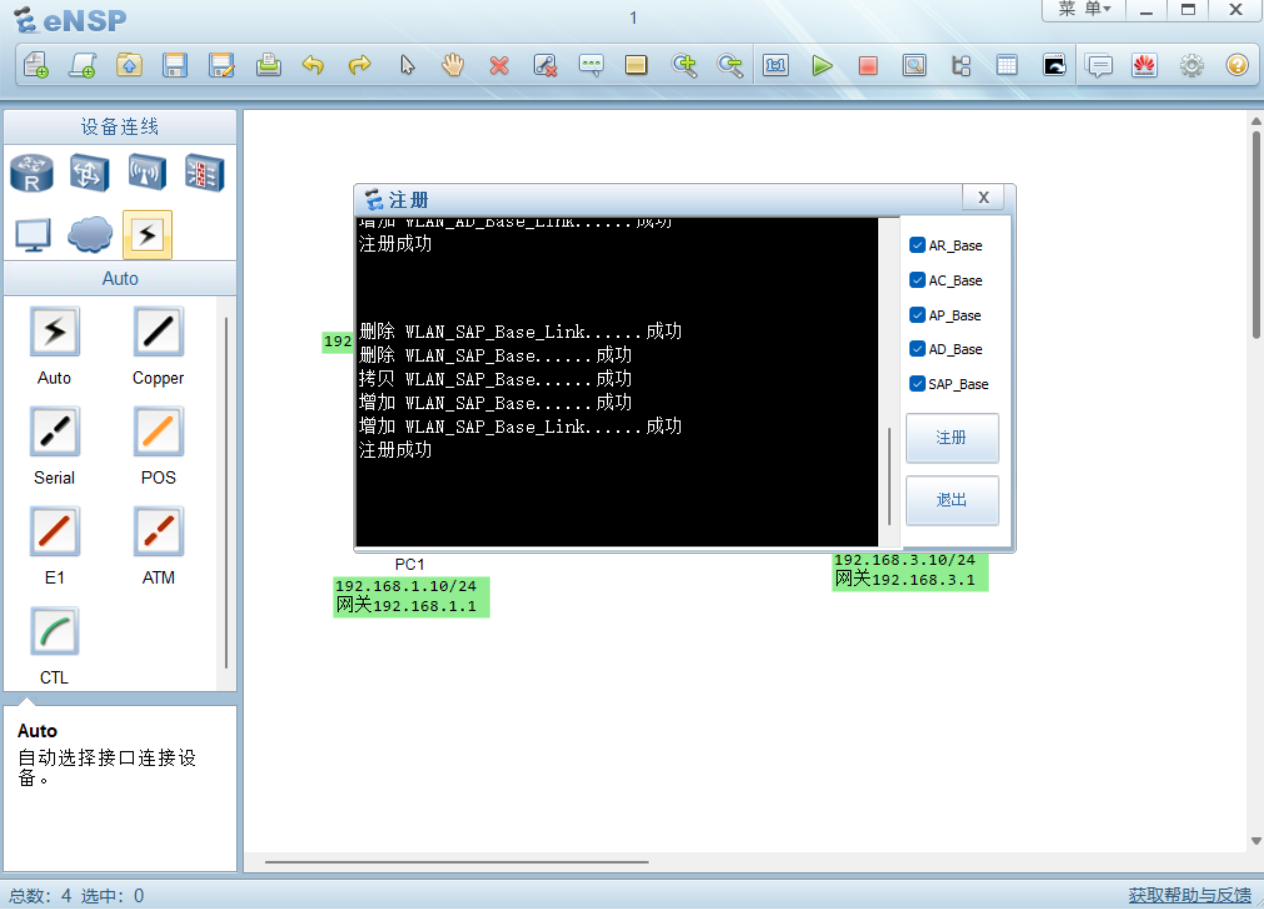 eNSP
1
菜 单
1:1
设备连线
R
Auto
Auto
Copper
Serial
POS
E1
ATM
CTL
Auto
自动选择接口连接设
备。
注册
X
增加 WLAN_AD_Base_Link......成功
注册成功
删除 WLAN_SAP_Base_Link......成功
删除 WLAN_SAP_Base......成功
拷贝 WLAN_SAP_Base......成功
增加 WLAN_SAP_Base......成功
增加 WLAN_SAP_Base_Link......成功
注册成功
AR_Base
AC_Base
AP_Base
AD_Base
SAP_Base
注册
退出
192
PC1
192.168.1.10/24
网关192.168.1.1
192.168.3.10/24
网关192.168.3.1
总数: 4 选中: 0
获取帮助与反馈